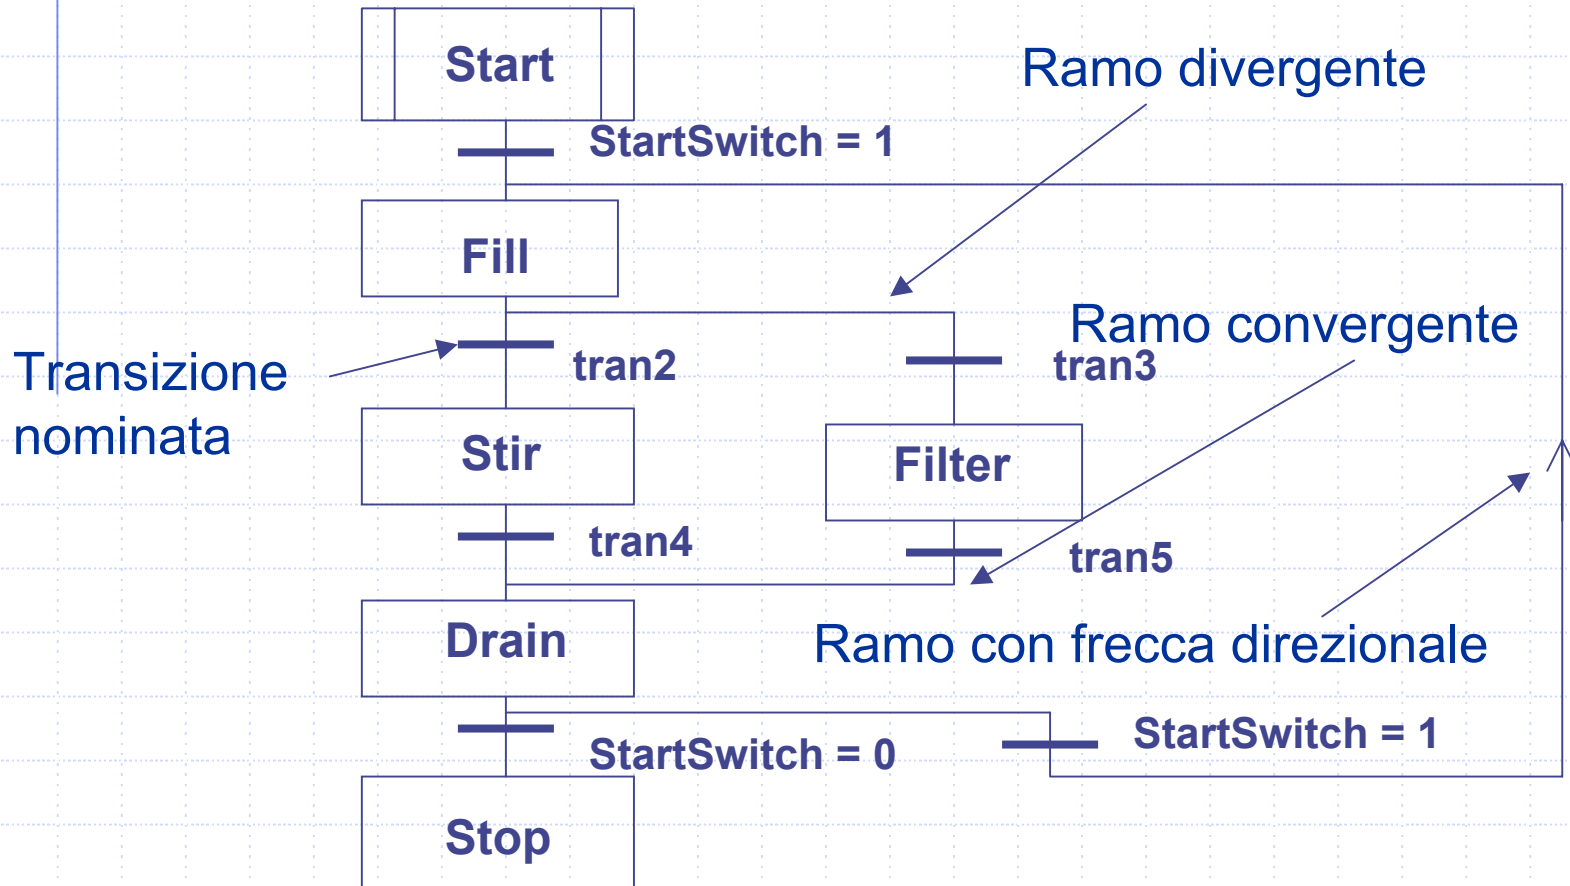 Start
Ramo divergente
StartSwitch = 1
Fill
Ramo convergente
Transizione
nominata
tran2
tran3
Stir
Filter
tran4
tran5
Drain
Ramo con frecca direzionale
StartSwitch = 0
StartSwitch = 1
Stop